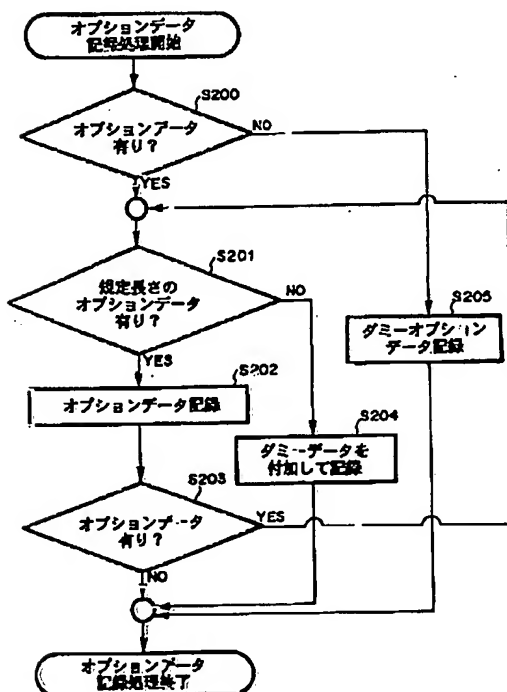 オプションデータ
記録処理開始
S200
オプションデータ
有り?
NO
YES
S201
規定長さの
オプションデータ
有り?
NO
YES
S205
ダミーオプション
データ記録
S202
オプションデータ記録
S204
ダミーデータを
付加して記録
S203
オプションデータ
有り?
YES
NO
オプションデータ
記録処理終了